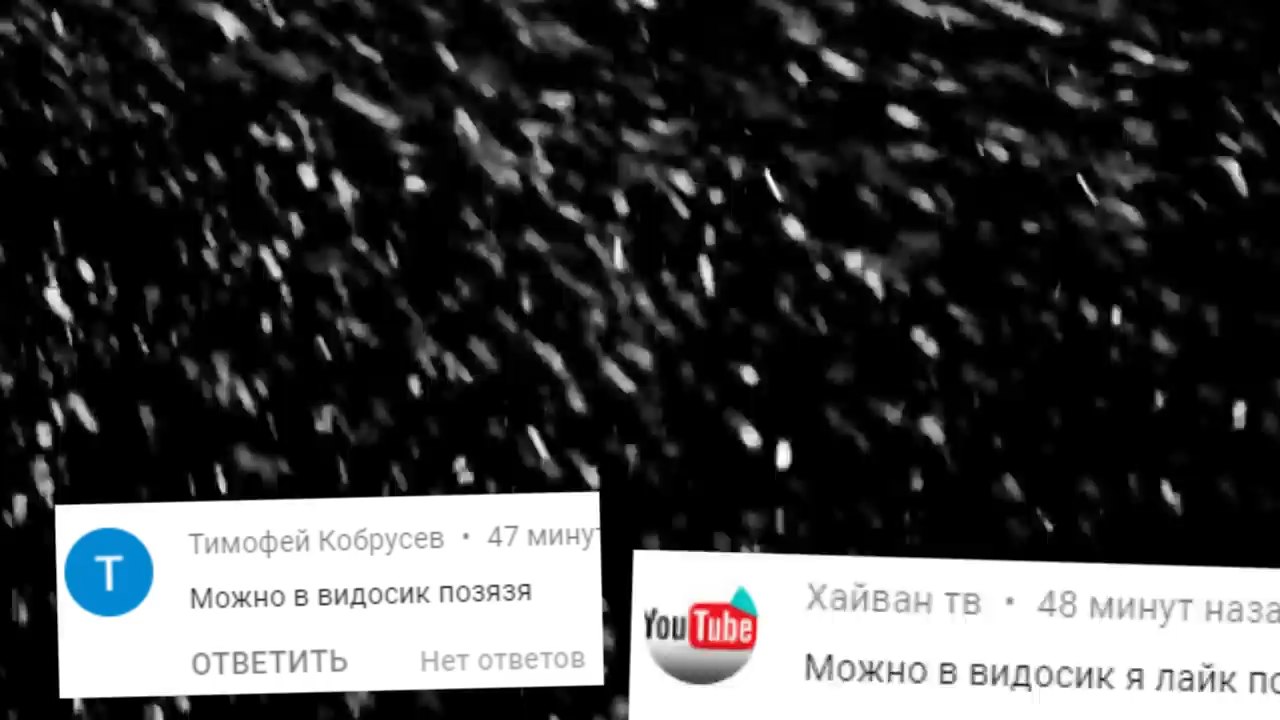 Т
Тимофей Кобрусев • 47 минут
Можно в видосик позязя
ОТВЕТИТЬ Нет ответов
YouTube
Хайван тв • 48 минут наза
Можно в видосик я лайк по